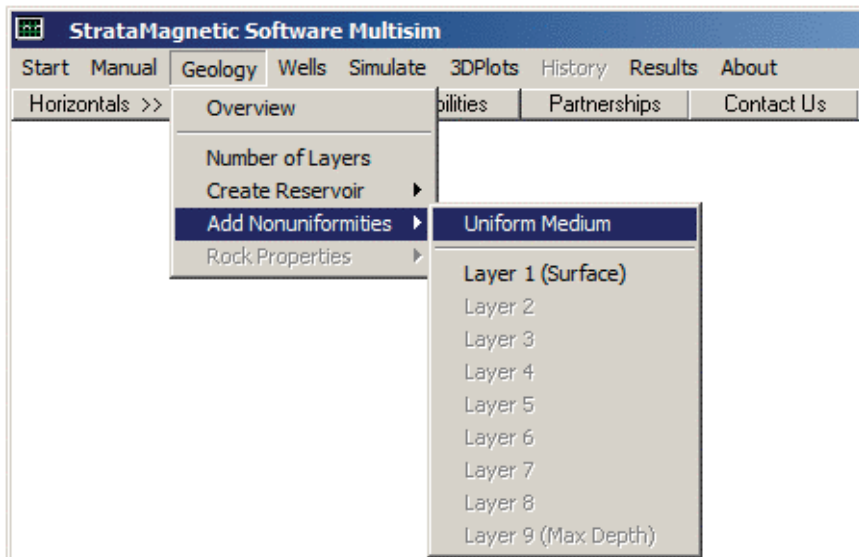 StrataMagnetic Software Multisim
Start Manual Geology Wells Simulate 3DPlots History Results About
Horizontals >> bilities Partnerships Contact Us
Overview
Number of Layers
Create Reservoir
Add Nonuniformities Uniform Medium
Rock Properties
Layer 1 (Surface)
Layer 2
Layer 3
Layer 4
Layer 5
Layer 6
Layer 7
Layer 8
Layer 9 (Max Depth)